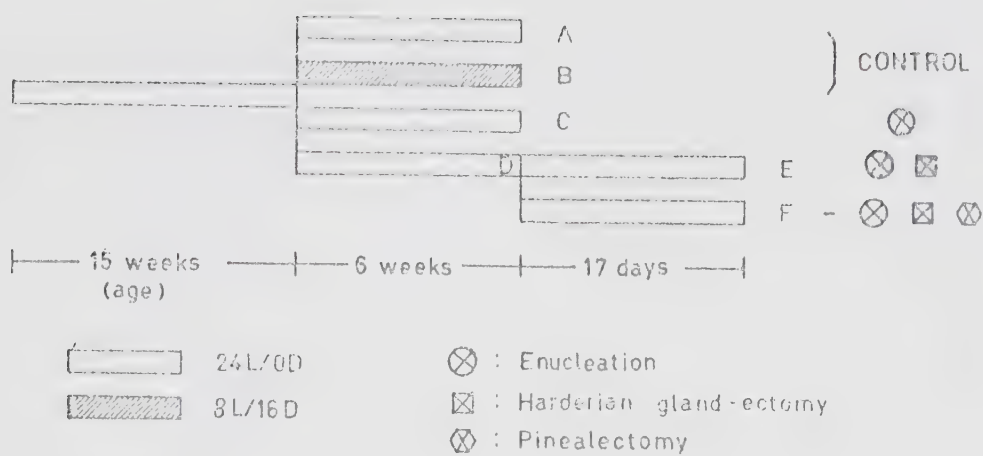 A
B
CONTROL
C
D
E
F -
15 weeks
(age)
6 weeks
17 days
24L/0D
8L/16D
: Enucleation
: Harderian gland-ectomy
: Pinealectomy